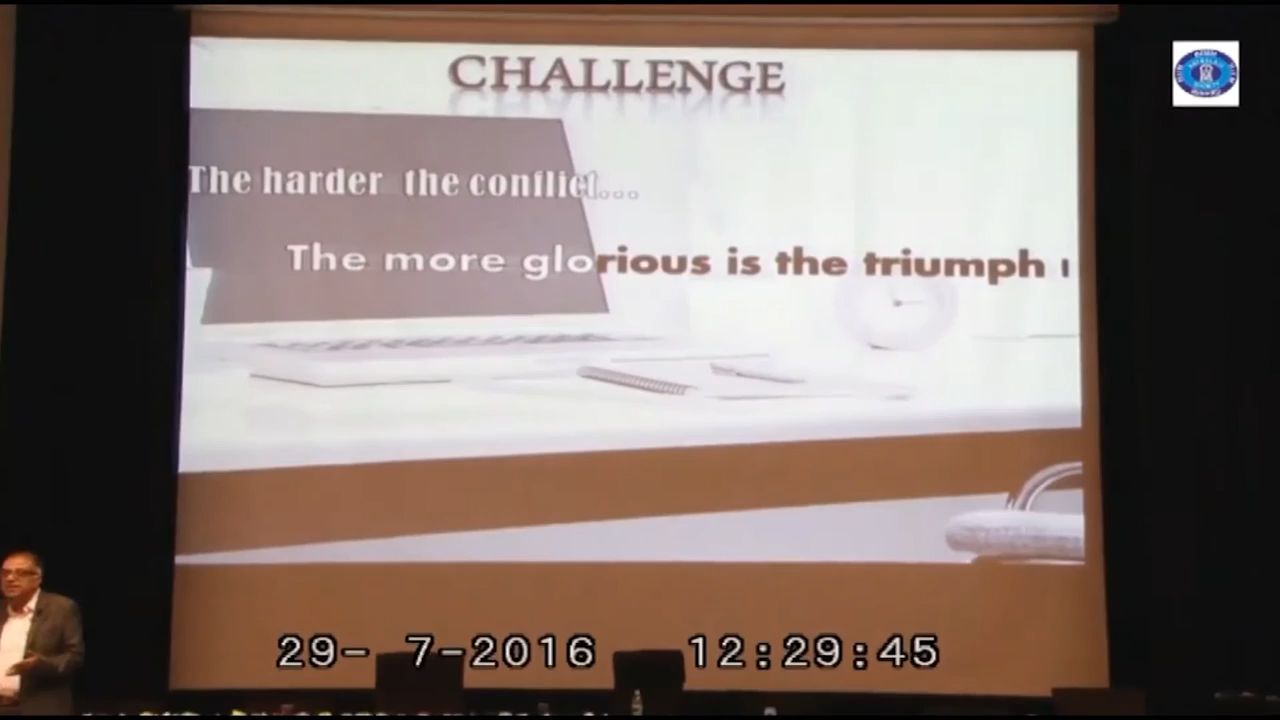 CHALLENGE
The harder the conflict....
The more glorious is the triumph !
29- 7-2016 12:29:45